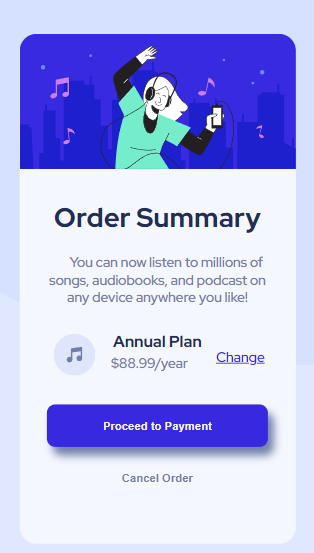 Order Summary
You can now listen to millions of
songs, audiobooks, and podcast on
any device anywhere you like!
Annual Plan
$88.99/year
Change
Proceed to Payment
Cancel Order